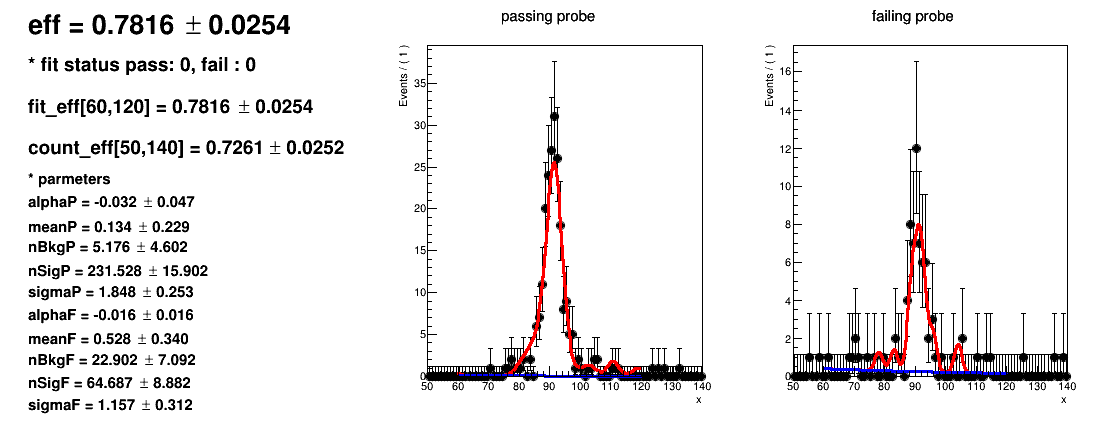 eff = 0.7816 ± 0.0254
* fit status pass: 0, fail : 0
fit_eff[60,120] = 0.7816 ± 0.0254
count_eff[50,140] = 0.7261 ± 0.0252
* parmeters
alphaP = -0.032 ± 0.047
meanP = 0.134 ± 0.229
nBkgP = 5.176 ± 4.602
nSigP = 231.528 ± 15.902
sigmaP = 1.848 ± 0.253
alphaF = -0.016 ± 0.016
meanF = 0.528 ± 0.340
nBkgF = 22.902 ± 7.092
nSigF = 64.687 ± 8.882
sigmaF = 1.157 ± 0.312
passing probe
Events / ( 1 )
35
30
25
20
15
10
5
0
50 60 70 80 90 100 110 120 130 140
x
failing probe
Events / ( 1 )
16
14
12
10
8
6
4
2
0
50 60 70 80 90 100 110 120 130 140
x